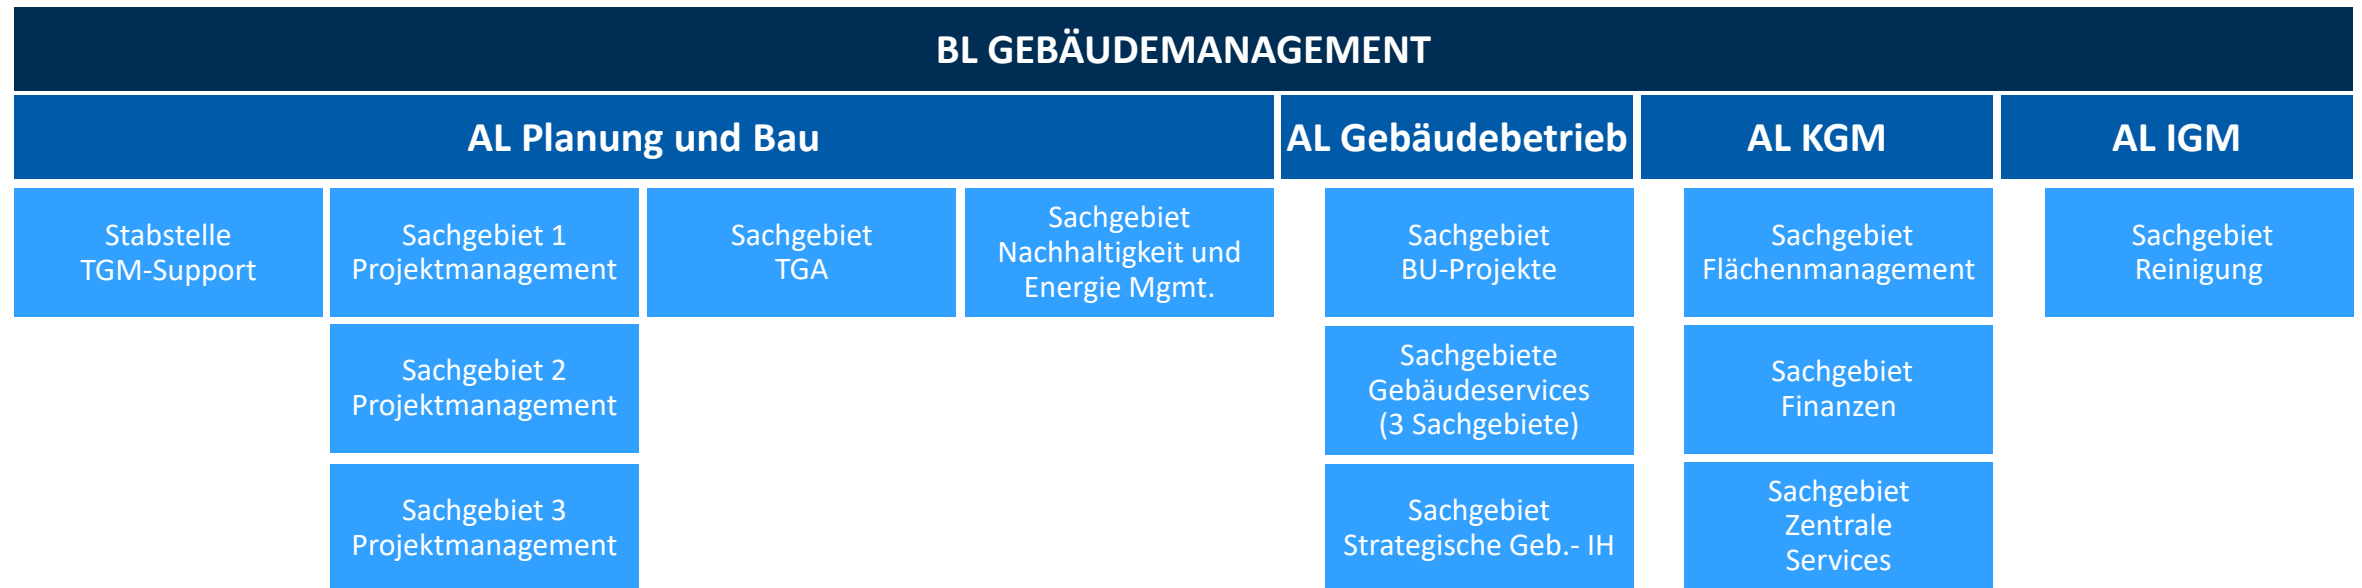 BL GEBÄUDEMANAGEMENT
AL Planung und Bau
AL Gebäudebetrieb
AL KGM
AL IGM
Stabstelle
TGM-Support
Sachgebiet 1
Projektmanagement
Sachgebiet
TGA
Sachgebiet
Nachhaltigkeit und
Energie Mgmt.
Sachgebiet
BU-Projekte
Sachgebiet
Flächenmanagement
Sachgebiet
Reinigung
Sachgebiet 2
Projektmanagement
Sachgebiete
Gebäudeservices
(3 Sachgebiete)
Sachgebiet
Finanzen
Sachgebiet 3
Projektmanagement
Sachgebiet
Strategische Geb.- IH
Sachgebiet
Zentrale
Services